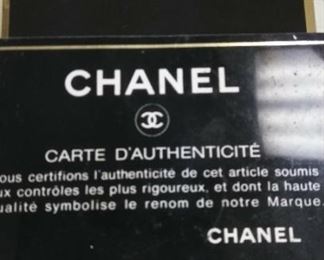 CHANEL
CARTE D'AUTHENTICITÉ
ous certifions l'authenticité de cet article soumis
ux contrôles les plus rigoureux, et dont la haute
ualité symbolise le renom de notre Marque.
CHANEL